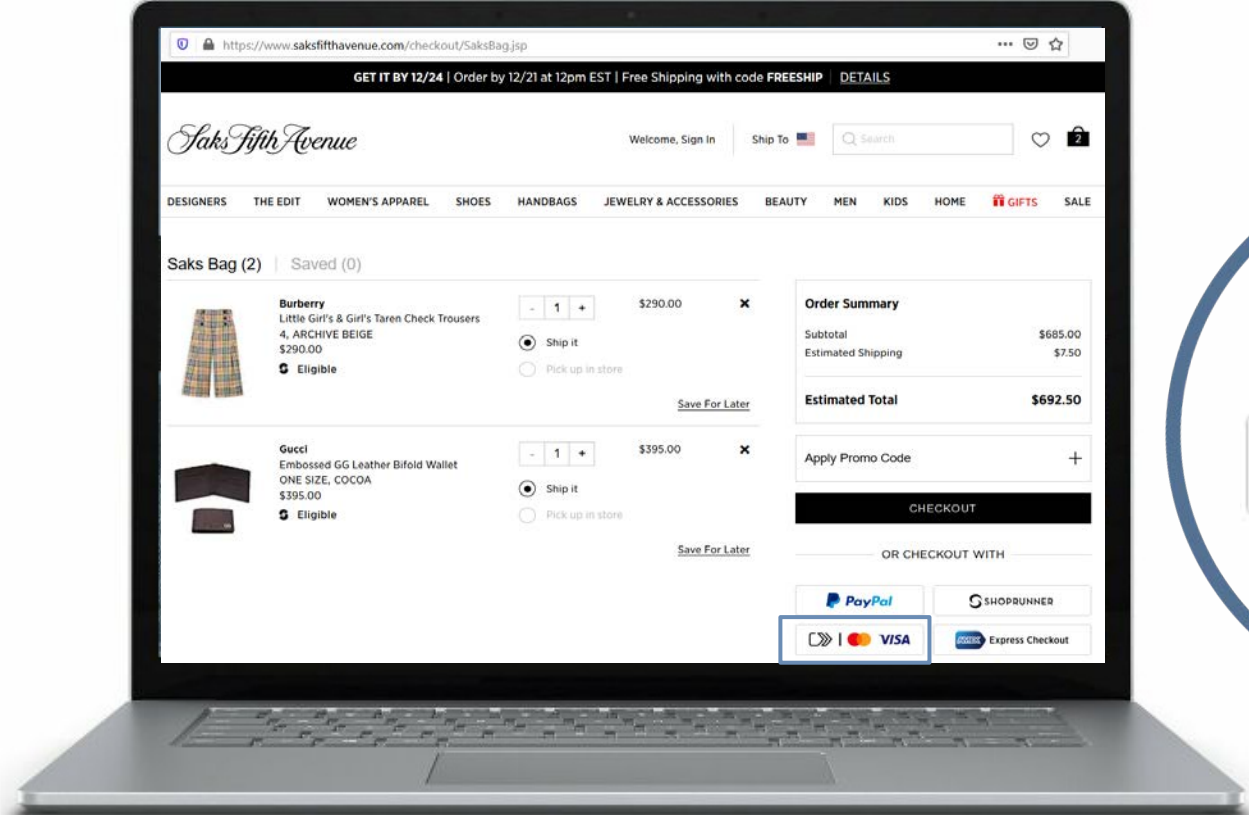 https://www.saksfifthavenue.com/checkout/SaksBag.jsp
GET IT BY 12/24 | Order by 12/21 at 12pm EST | Free Shipping with code FREESHIP | DETAILS
Saks Fifth Avenue
Welcome, Sign In
Ship To
Search
2
DESIGNERS THE EDIT WOMEN'S APPAREL SHOES HANDBAGS JEWELRY & ACCESSORIES BEAUTY MEN KIDS HOME GIFTS SALE
Saks Bag (2) | Saved (0)
Burberry
Little Girl's & Girl's Taren Check Trousers
4, ARCHIVE BEIGE
$290.00
S Eligible
- 1 +
Ship it
Pick up in store
$290.00
Save For Later
Gucci
Embossed GG Leather Bifold Wallet
ONE SIZE, COCOA
$395.00
S Eligible
- 1 +
Ship it
Pick up in store
$395.00
Save For Later
Order Summary
Subtotal $685.00
Estimated Shipping $7.50
Estimated Total $692.50
Apply Promo Code +
CHECKOUT
OR CHECKOUT WITH
PayPal
SHOPRUNNER
VISA
Express Checkout